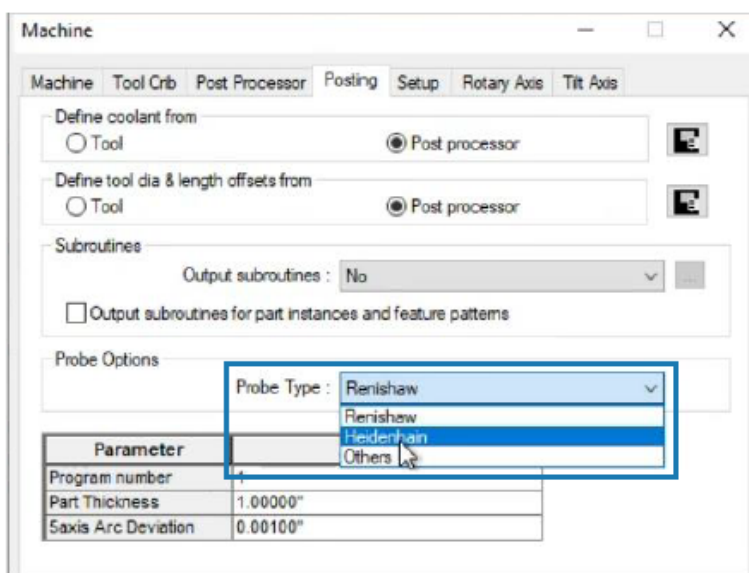 Machine
Machine Tool Crib Post Processor Posting Setup Rotary Axis Tilt Axis
Define coolant from
Tool Post processor
Define tool dia & length offsets from
Tool Post processor
Subroutines
Output subroutines : No
...
Output subroutines for part instances and feature patterns
Probe Options
Probe Type : Renishaw
Renishaw
Heidenhain
Others
Parameter
Program number
Part Thickness 1.00000"
5axis Arc Deviation 0.00100"